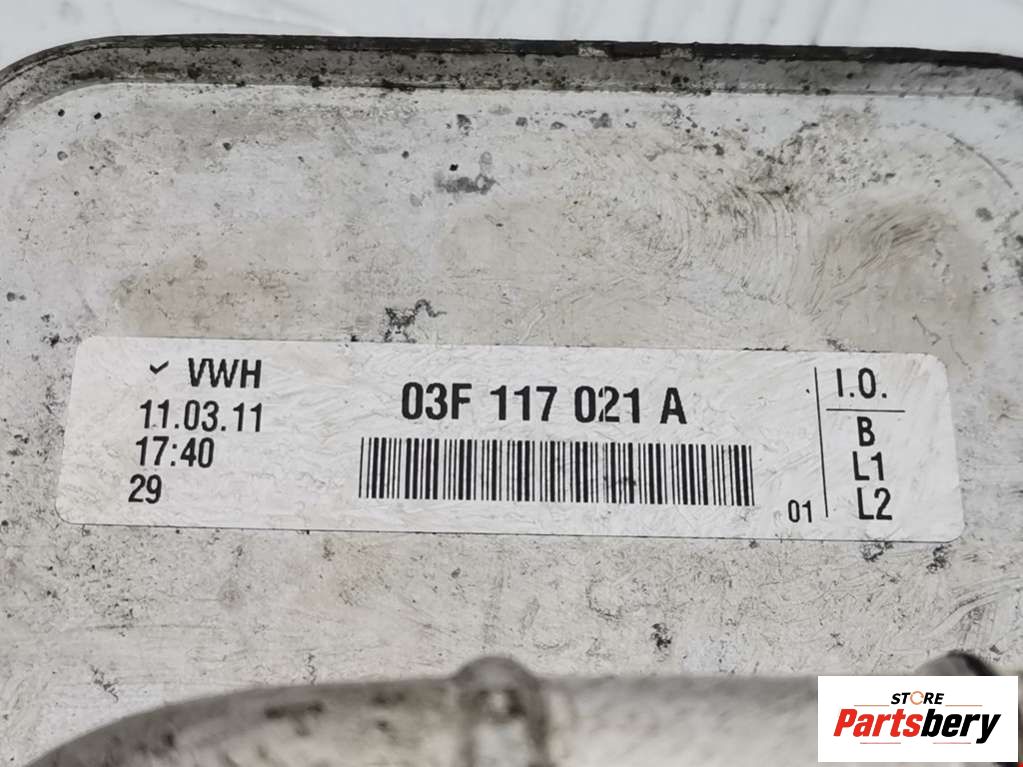 VWH
11.03.11
17:40
29
03F 117 021 A
01
I.O.
B
L1
L2
STORE
Partsbery